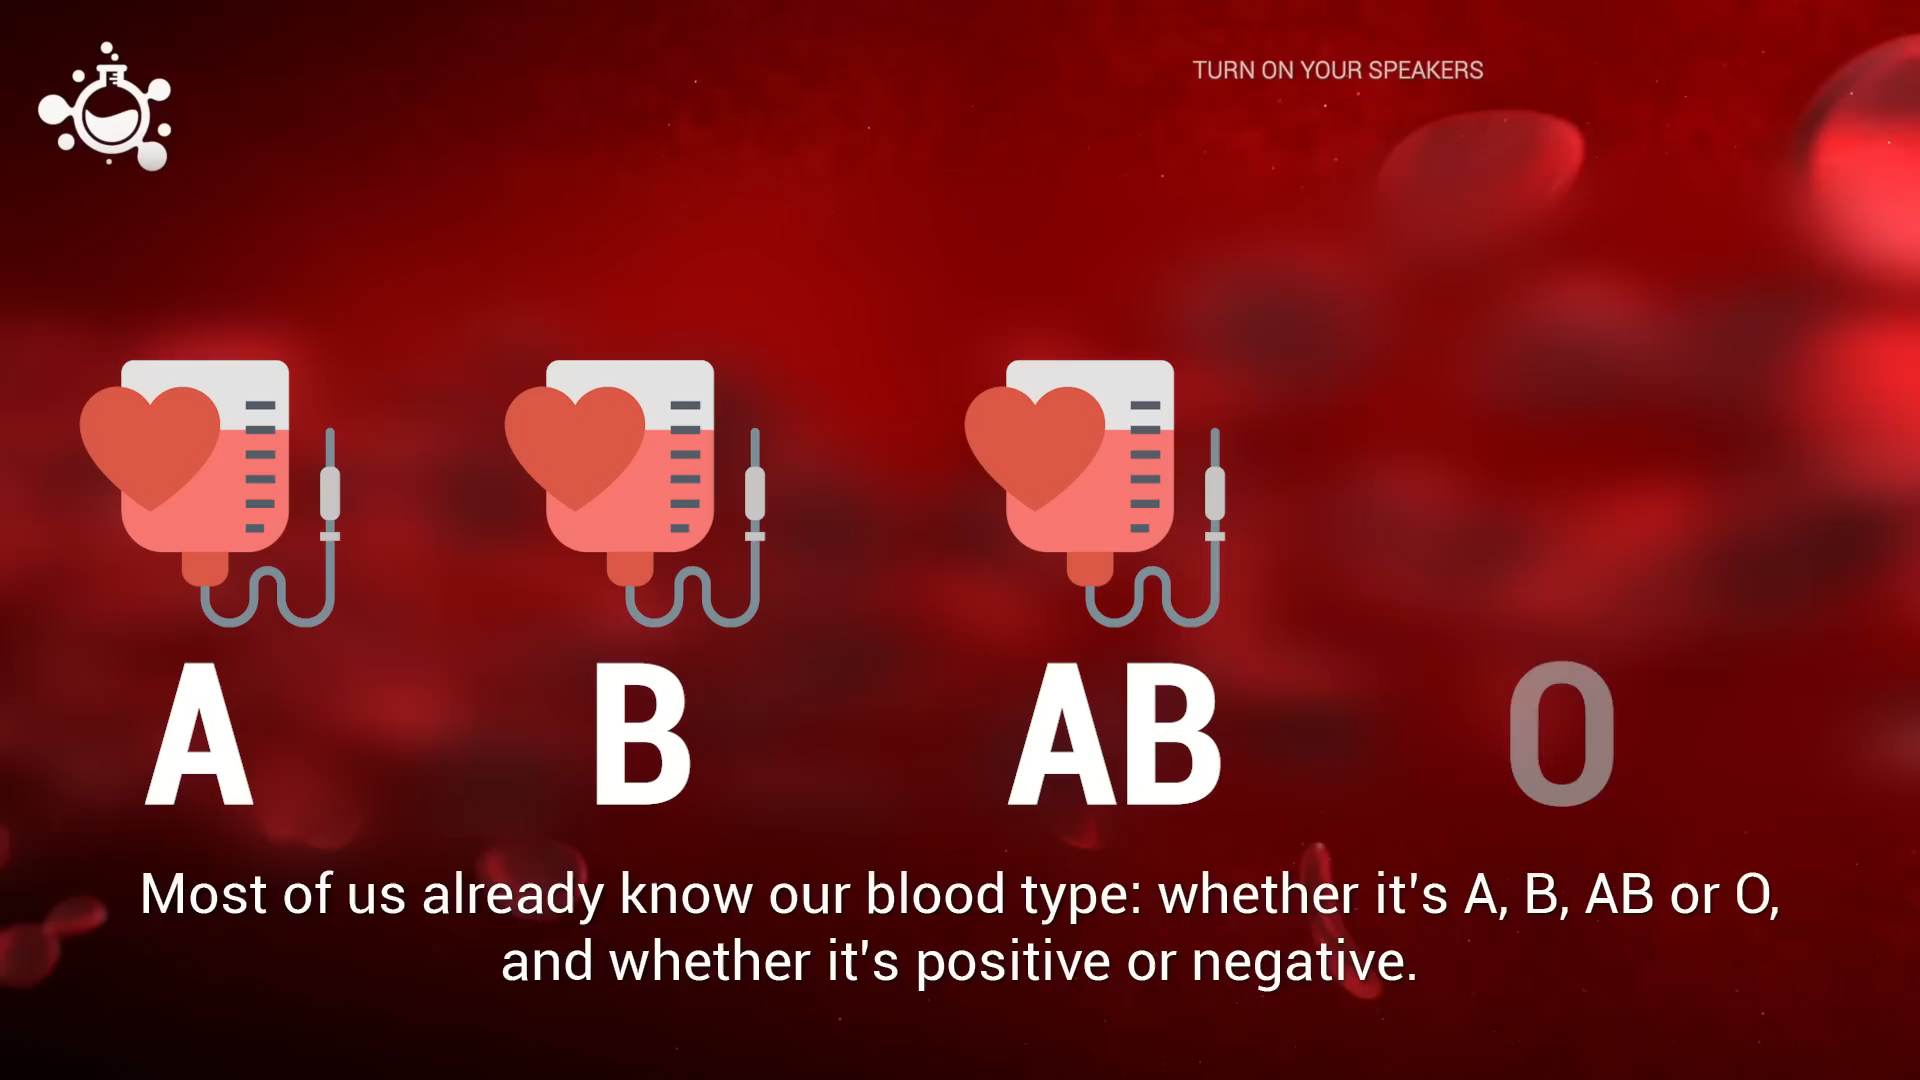 TURN ON YOUR SPEAKERS
A B AB O
Most of us already know our blood type: whether it's A, B, AB or O,
and whether it's positive or negative.